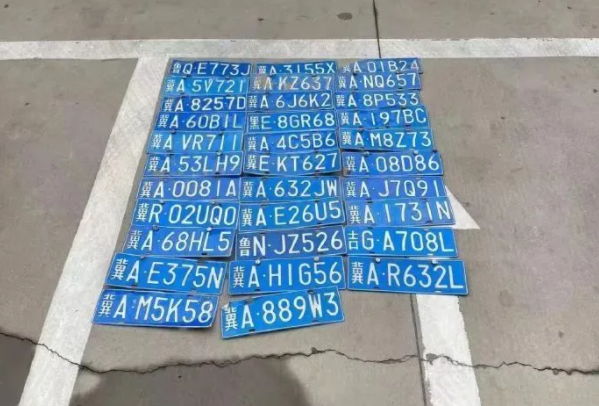 鲁Q·E773J 冀A·3155X 冀A·01B24
冀A·5V721 冀A·KZ637 冀A·NQ657
冀A·8257D 冀A·6J6K2 冀A·8P533
冀A·60B1L 黑E·8GR68 冀A·197BC
冀A·VR711 冀A·4C5B6 冀A·M8Z73
冀A·53LH9 冀E·KT627 冀A·08D86
冀A·0081A 冀A·632JW 冀A·J7Q91
冀R·02UQ0 冀A·E26U5 冀A·1731N
冀A·68HL5 鲁N·JZ526 吉G·A708L
冀A·E375N 冀A·H1G56 冀A·R632L
冀A·M5K58 冀A·889W3